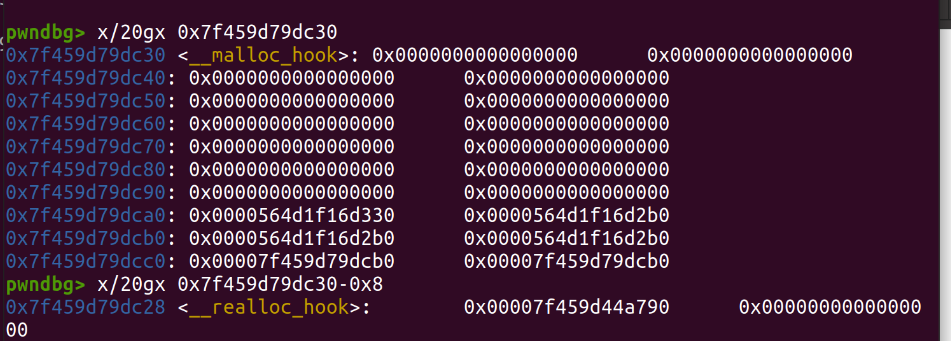 pwndbg> x/20gx 0x7f459d79dc30
0x7f459d79dc30 <__malloc_hook>: 0x0000000000000000 0x0000000000000000
0x7f459d79dc40: 0x0000000000000000 0x0000000000000000
0x7f459d79dc50: 0x0000000000000000 0x0000000000000000
0x7f459d79dc60: 0x0000000000000000 0x0000000000000000
0x7f459d79dc70: 0x0000000000000000 0x0000000000000000
0x7f459d79dc80: 0x0000000000000000 0x0000000000000000
0x7f459d79dc90: 0x0000000000000000 0x0000000000000000
0x7f459d79dca0: 0x0000564d1f16d330 0x0000564d1f16d2b0
0x7f459d79dcb0: 0x0000564d1f16d2b0 0x0000564d1f16d2b0
0x7f459d79dcc0: 0x00007f459d79dcb0 0x00007f459d79dcb0
pwndbg> x/20gx 0x7f459d79dc30-0x8
0x7f459d79dc28 <__realloc_hook>: 0x00007f459d44a790 0x00000000000000
00